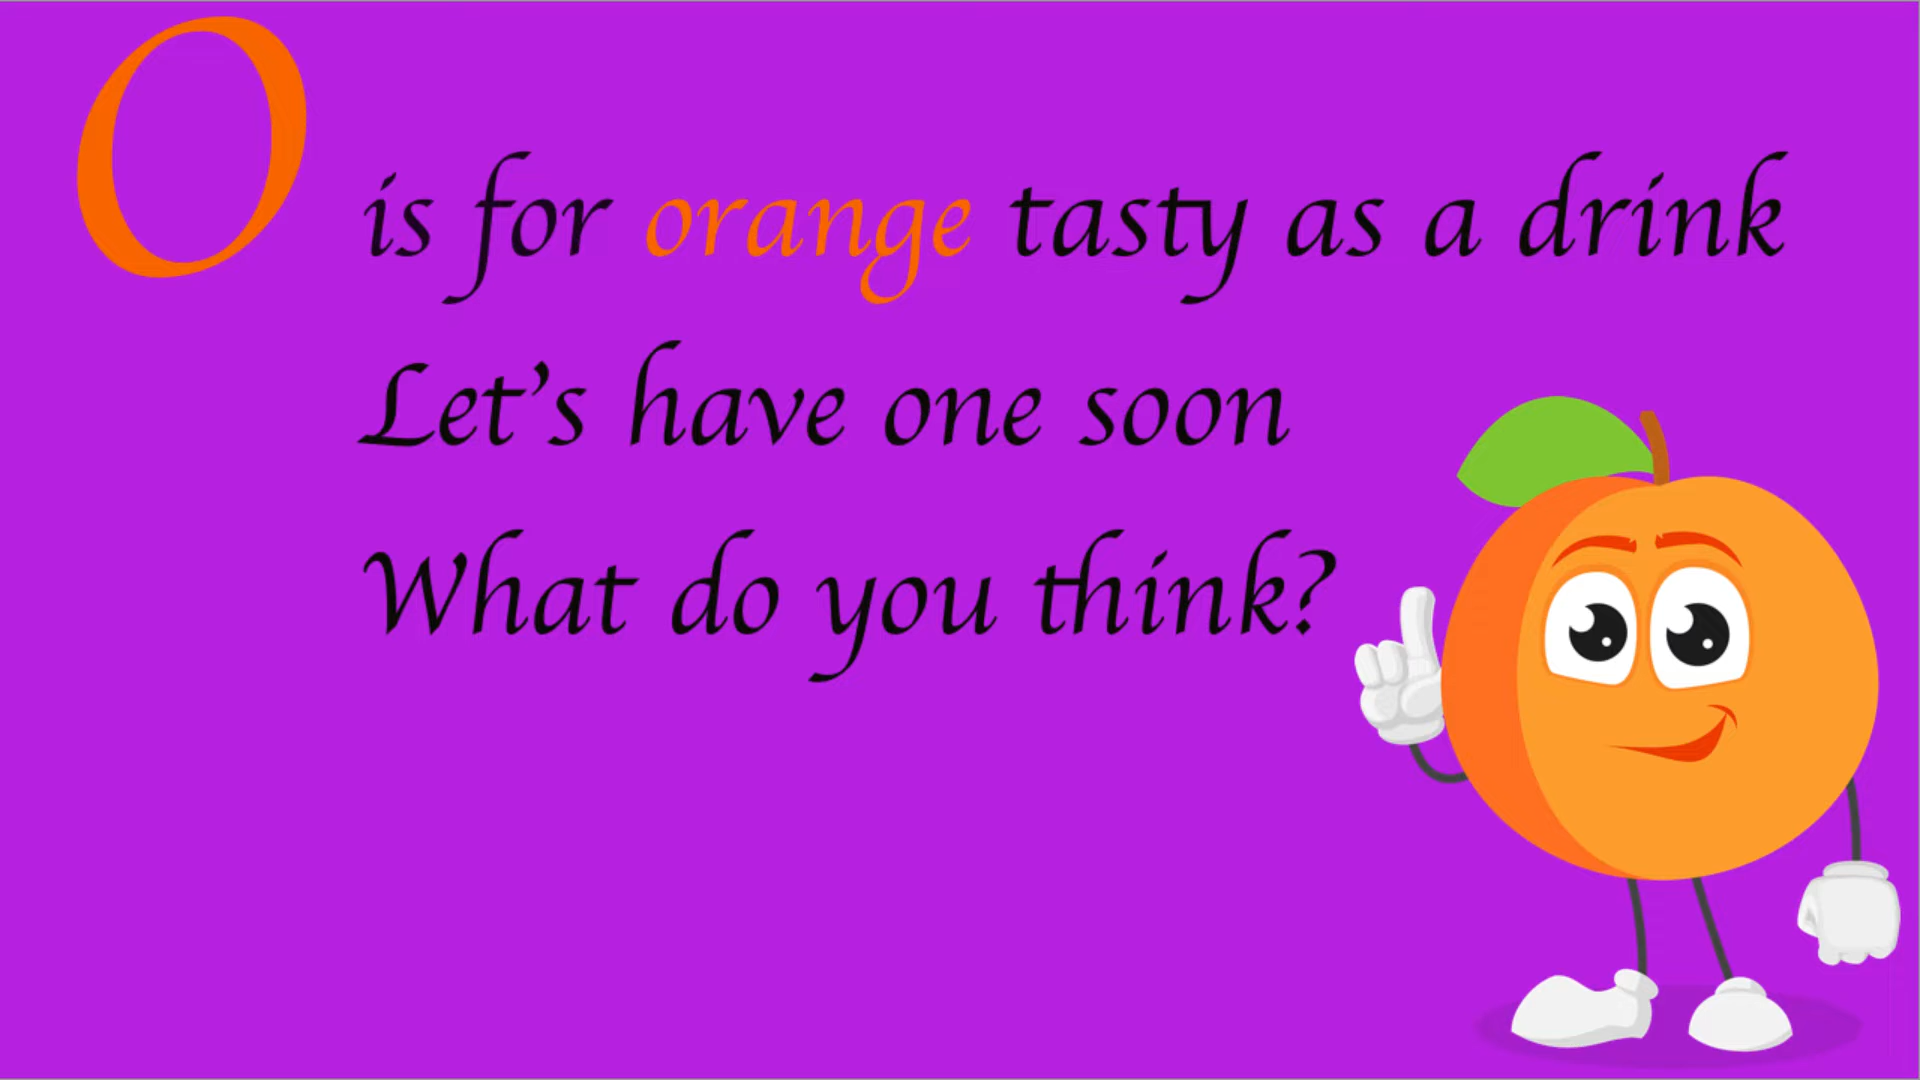 O is for orange tasty as a drink
Let's have one soon
What do you think?